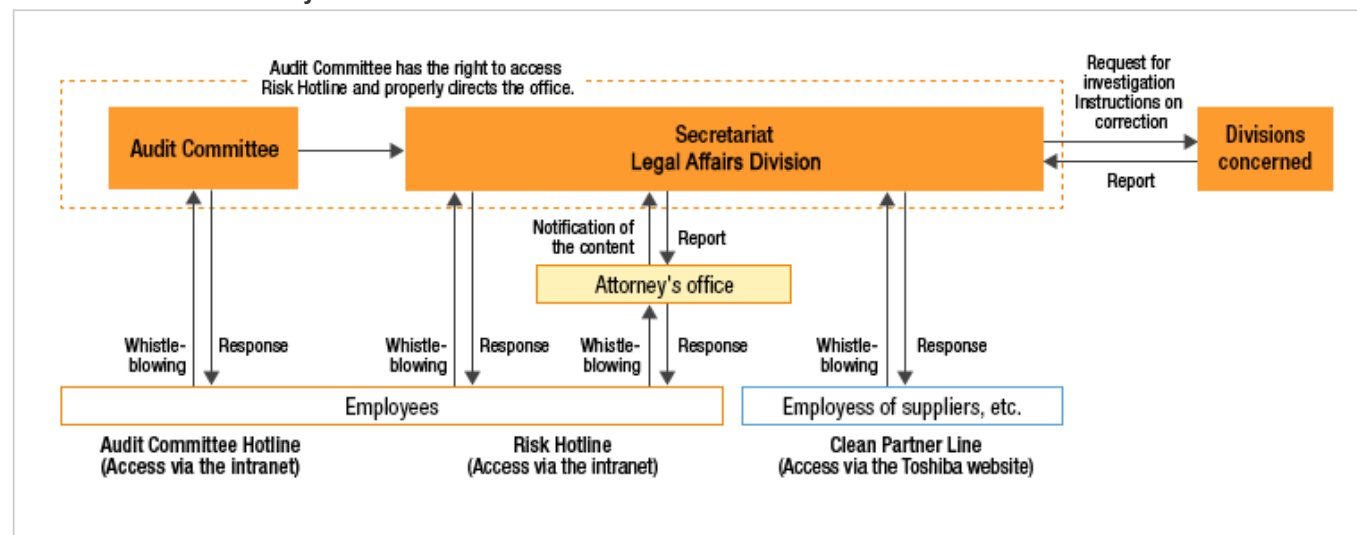 Audit Committee has the right to access
Risk Hotline and properly directs the office.
Request for
investigation
Instructions on
correction
Audit Committee
Secretariat
Legal Affairs Division
Divisions
concerned
Report
Notification of
the content
Report
Attorney's office
Whistle-
blowing
Response
Whistle-
blowing
Response
Whistle-
blowing
Response
Whistle-
blowing
Response
Employees
Employess of suppliers, etc.
Audit Committee Hotline
(Access via the intranet)
Risk Hotline
(Access via the intranet)
Clean Partner Line
(Access via the Toshiba website)